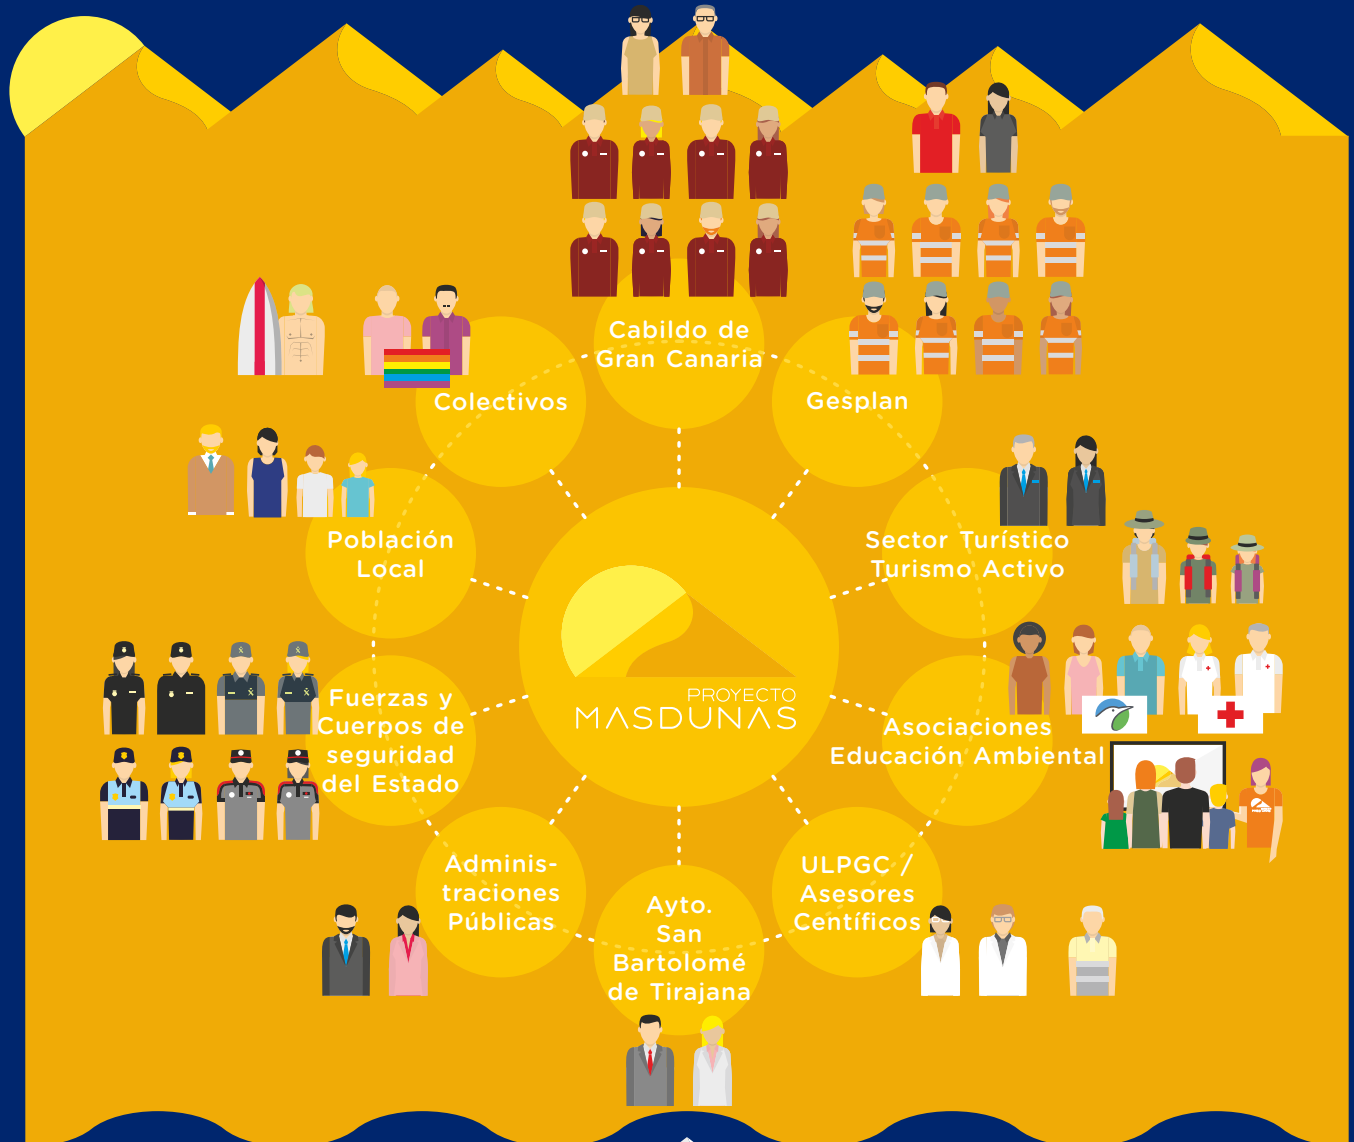 Cabildo de
Gran Canaria
Gesplan
Colectivos
Sector Turístico
Turismo Activo
Población
Local
PROYECTO
MASDUNAS
Fuerzas y
Cuerpos de
seguridad
del Estado
Asociaciones
Educación Ambiental
Adminis-
traciones
Públicas
ULPGC /
Asesores
Científicos
Ayto.
San
Bartolomé
de Tirajana